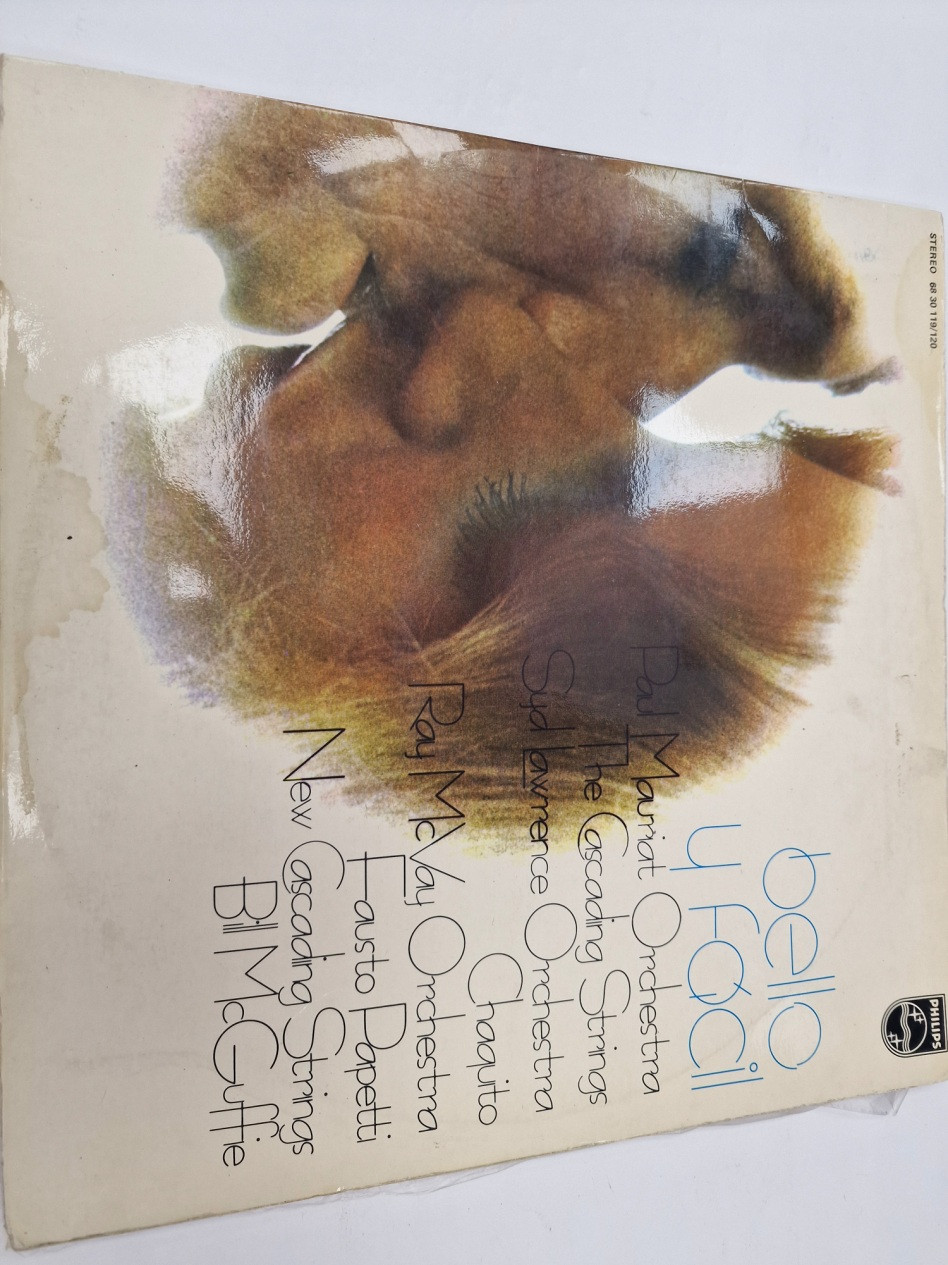 STEREO 68 30 119/120
PHILIPS
bello
y fácil
Paul Mauriat Orchestra
The Cascading Strings
Syd Lawrence Orchestra
Chaquito
Ray McVay Orchestra
Fausto Papetti
New Cascading Strings
Bill McGuffie